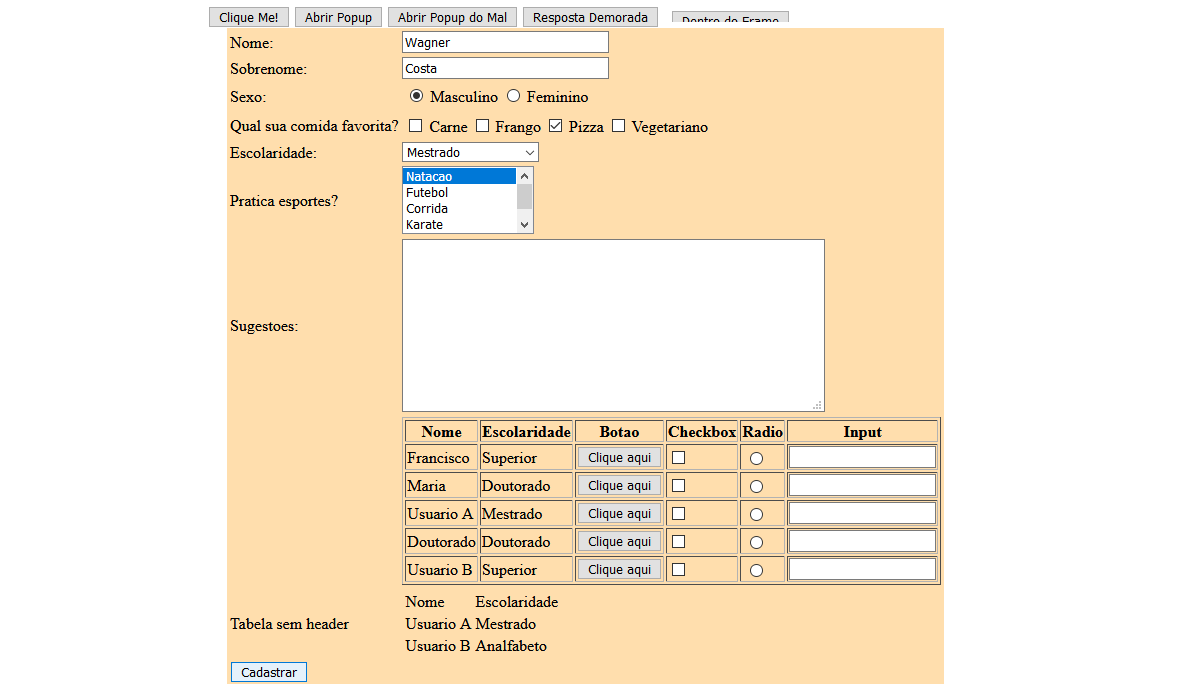 Clique Me! Abrir Popup Abrir Popup do Mal Resposta Demorada Dentro do Frame
Nome: Wagner
Sobrenome: Costa
Sexo: Masculino Feminino
Qual sua comida favorita? Carne Frango Pizza Vegetariano
Escolaridade: Mestrado
Pratica esportes? Natacao
Futebol
Corrida
Karate
Sugestoes:
Nome Escolaridade Botao Checkbox Radio Input
Francisco Superior Clique aqui
Maria Doutorado Clique aqui
Usuario A Mestrado Clique aqui
Doutorado Doutorado Clique aqui
Usuario B Superior Clique aqui
Tabela sem header
Nome Escolaridade
Usuario A Mestrado
Usuario B Analfabeto
Cadastrar